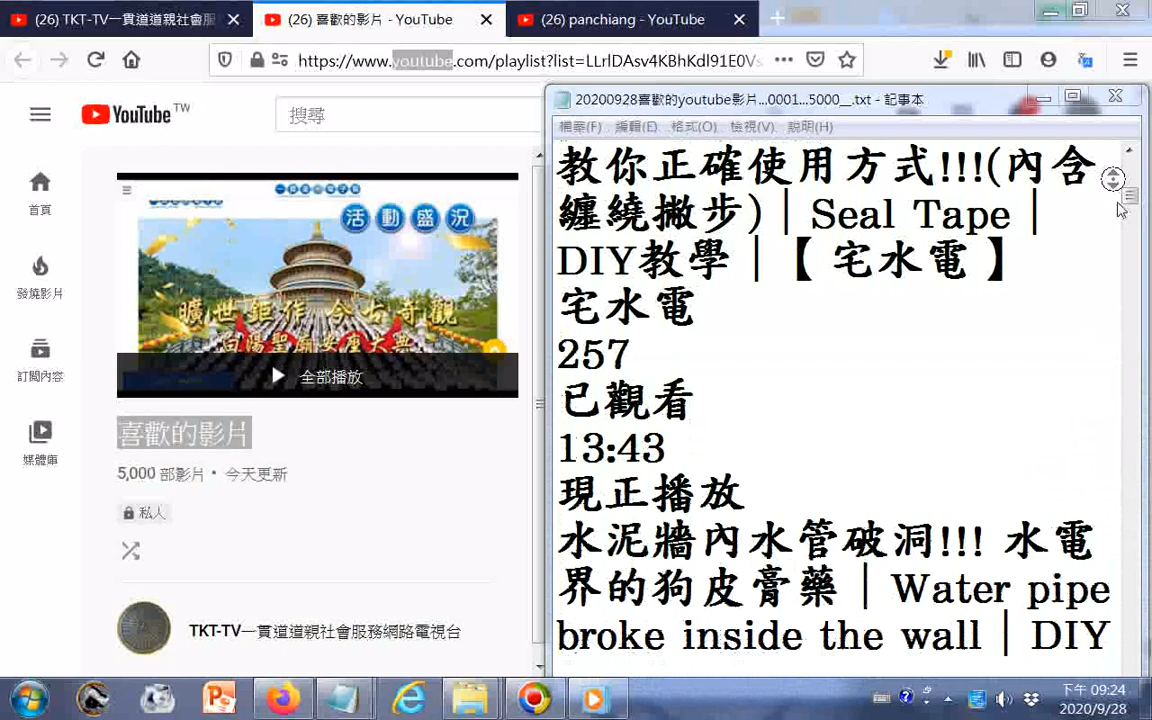 (26) TKT-TV一貫道道親社會服
(26) 喜歡的影片 - YouTube
(26) panchiang - YouTube
https://www.youtube.com/playlist?list=LLrlDAsv4KBhKdl91E0Vs
YouTube TW
搜尋
首頁
發燒影片
訂閱內容
媒體庫
活動盛況
曠世鉅作 今古奇觀
全部播放
喜歡的影片
5,000 部影片 • 今天更新
私人
TKT-TV一貫道道親社會服務網路電視台
20200928喜歡的youtube影片...0001...5000__.txt - 記事本
檔案(F) 編輯(E) 格式(O) 檢視(V) 說明(H)
教你正確使用方式!!!(內含
纏繞撇步)｜Seal Tape｜
DIY教學｜【 宅水電 】
宅水電
257
已觀看
13:43
現正播放
水泥牆內水管破洞!!! 水電
界的狗皮膏藥｜Water pipe
broke inside the wall｜DIY
下午 09:24
2020/9/28